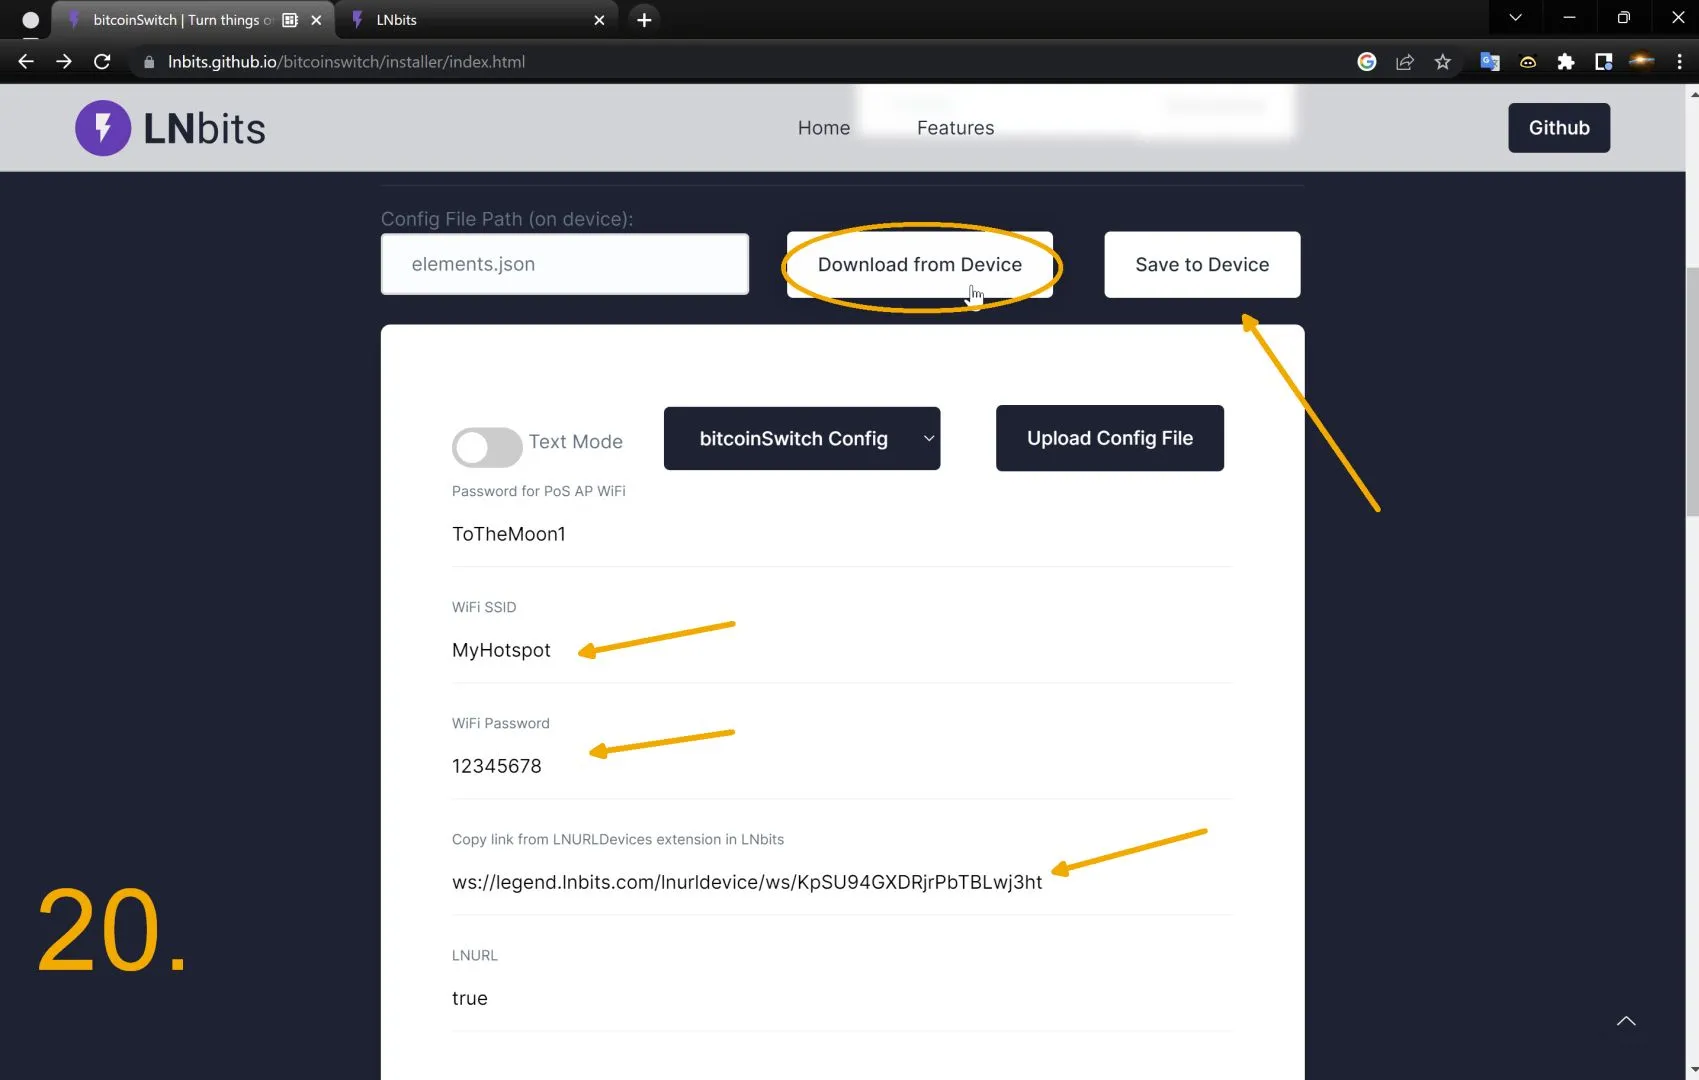 bitcoinSwitch | Turn things o
LNbits
lnbits.github.io/bitcoinswitch/installer/index.html
LNbits
Home
Features
Github
Config File Path (on device):
elements.json
Download from Device
Save to Device
Text Mode
bitcoinSwitch Config
Upload Config File
Password for PoS AP WiFi
ToTheMoon1
WiFi SSID
MyHotspot
WiFi Password
12345678
Copy link from LNURLDevices extension in LNbits
ws://legend.lnbits.com/lnurldevice/ws/KpSU94GXDRjrPbTBLwj3ht
20.
LNURL
true